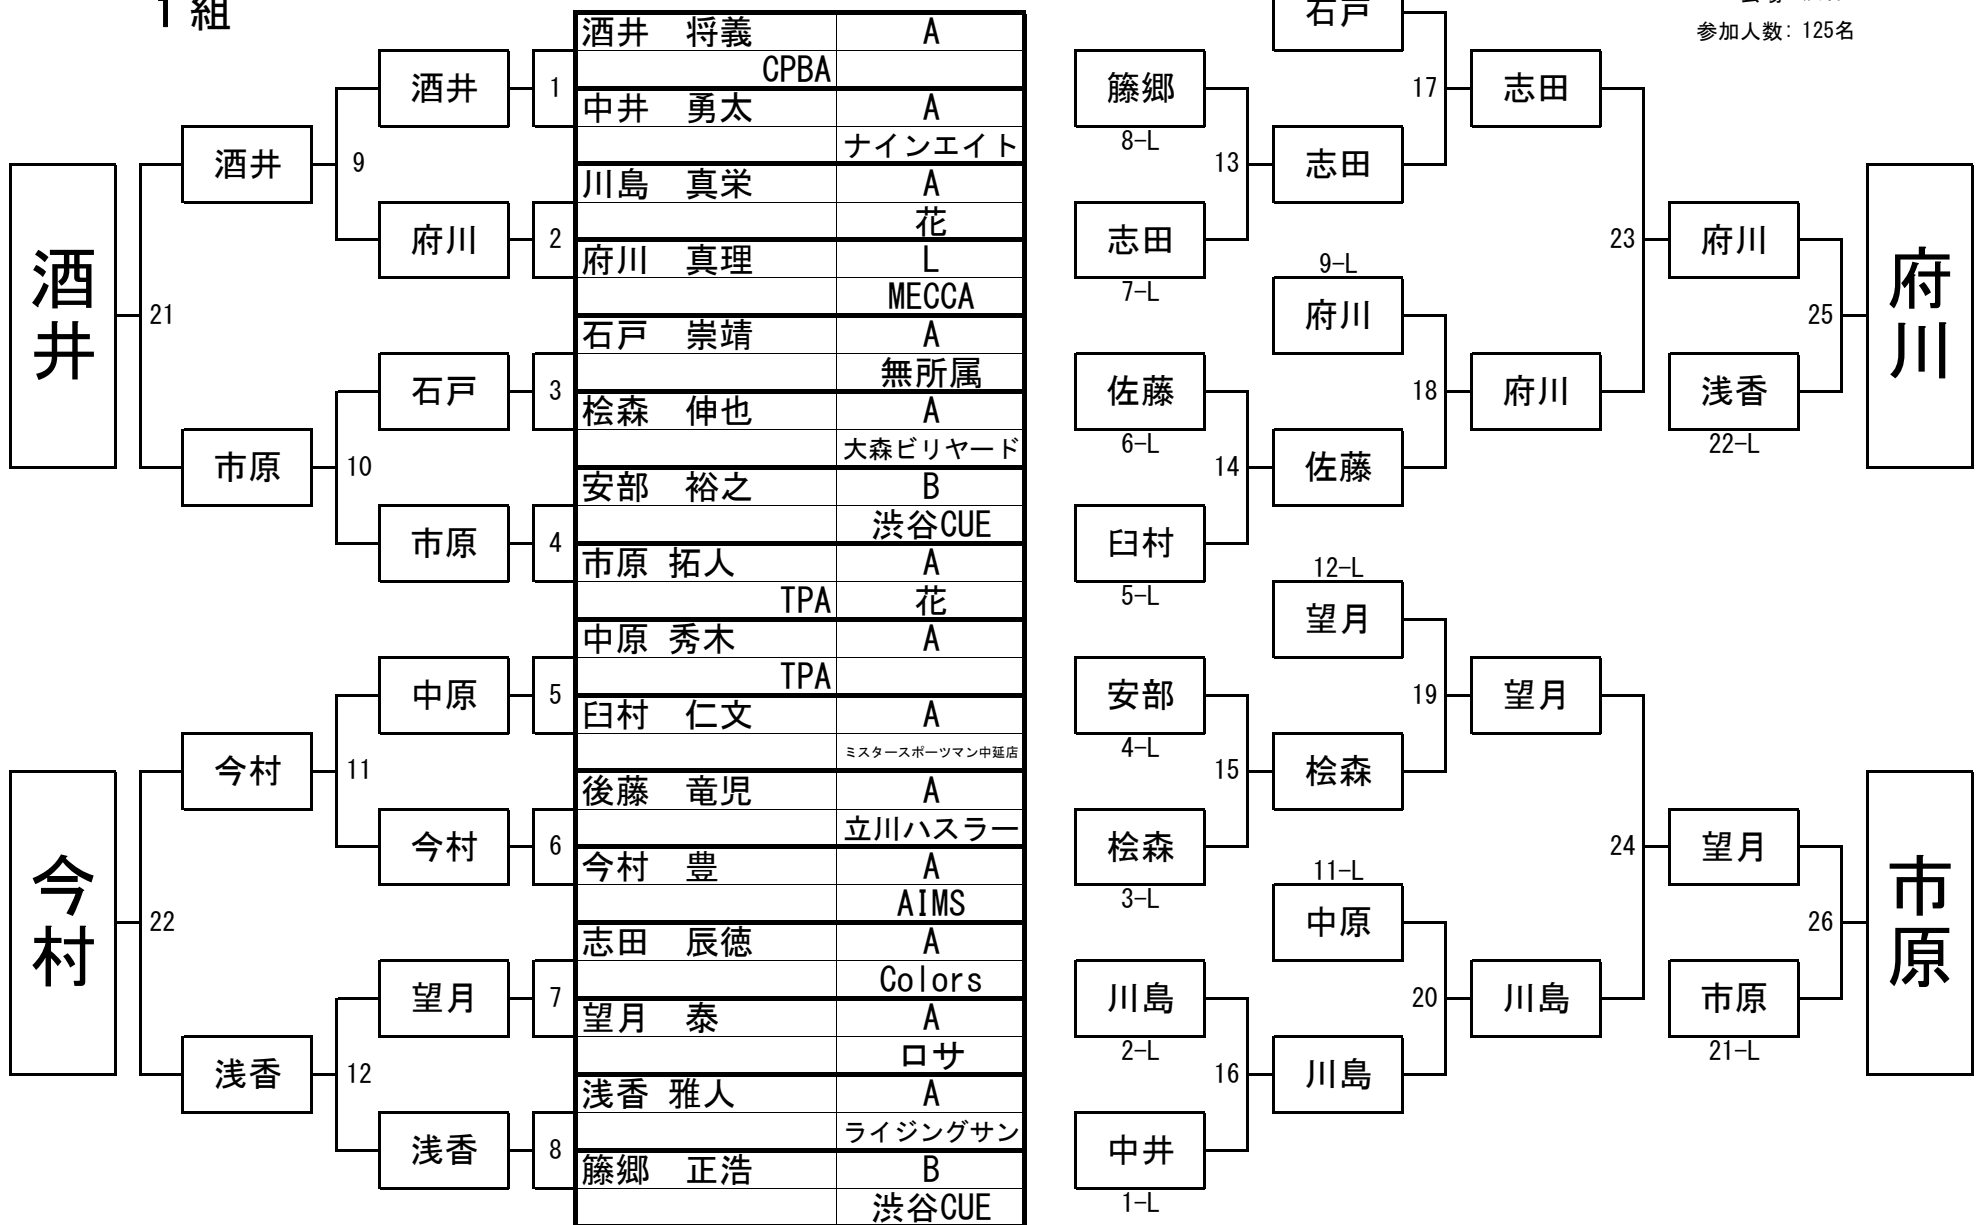 1 組
参加人数: 125名
酒井　将義 A
CPBA
中井　勇太 A
ナインエイト
川島　真栄 A
花
府川　真理 L
MECCA
石戸　崇靖 A
無所属
桧森　伸也 A
大森ビリヤード
安部　裕之 B
渋谷CUE
市原 拓人 A
TPA 花
中原 秀木 A
TPA
臼村　仁文 A
ミスタースポーツマン中延店
後藤　竜児 A
立川ハスラー
今村　豊 A
AIMS
志田　辰徳 A
Colors
望月　泰 A
ロサ
浅香 雅人 A
ライジングサン
籐郷　正浩 B
渋谷CUE
酒井
1
府川
2
石戸
3
市原
4
中原
5
今村
6
望月
7
浅香
8
酒井
9
市原
10
今村
11
浅香
12
酒井
21
今村
22
籐郷
8-L
志田
7-L
佐藤
6-L
臼村
5-L
安部
4-L
桧森
3-L
川島
2-L
中井
1-L
13
14
15
16
石戸
志田
9-L
府川
佐藤
12-L
望月
桧森
11-L
中原
川島
17
18
19
20
志田
府川
望月
川島
23
24
府川
浅香
22-L
望月
市原
21-L
25
26
府川
市原